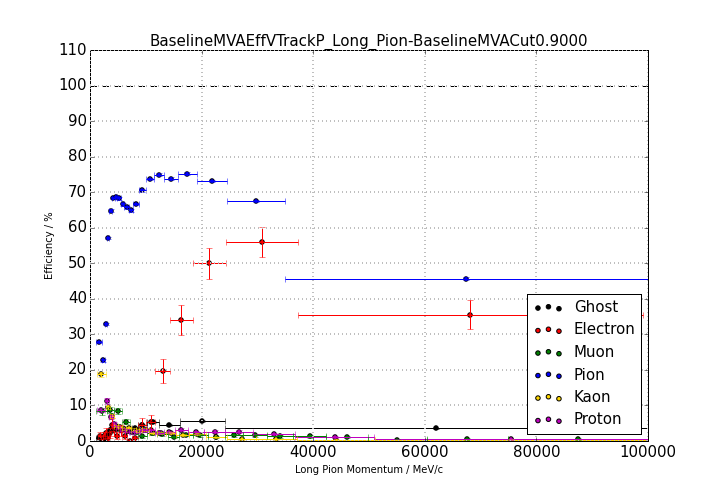 BaselineMVAEffVTrackP_Long_Pion-BaselineMVACut0.9000
110
100
90
80
70
60
50
40
30
20
10
0
Efficiency / %
Ghost
Electron
Muon
Pion
Kaon
Proton
0
20000
40000
60000
80000
100000
Long Pion Momentum / MeV/c